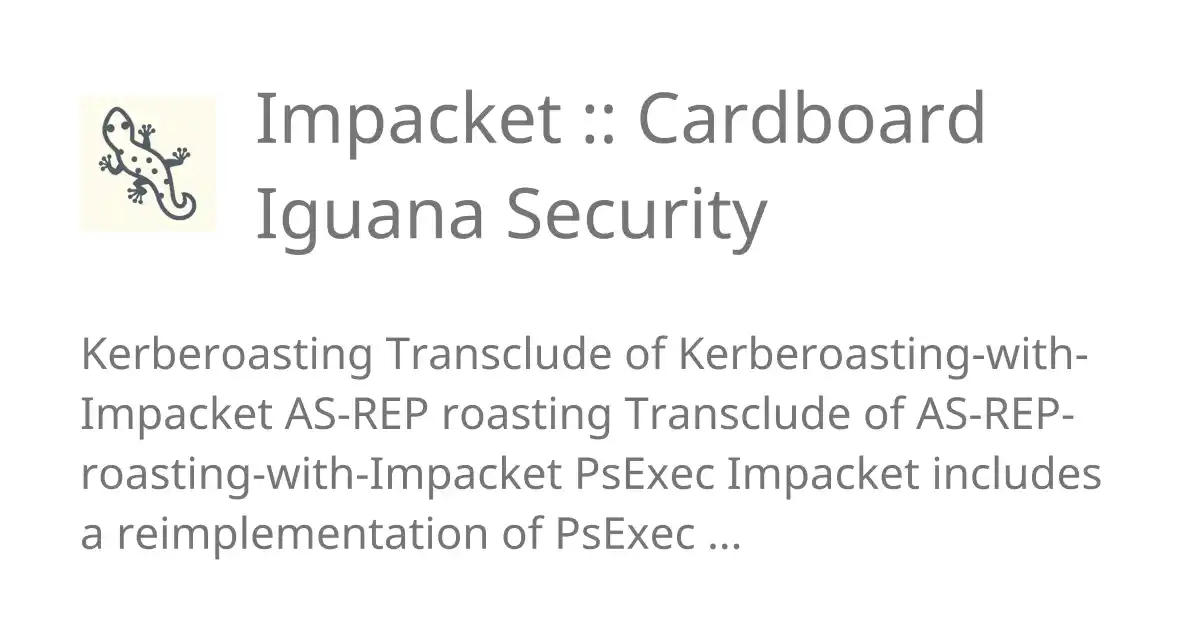 Impacket :: Cardboard
Iguana Security
Kerberoasting Transclude of Kerberoasting-with-
Impacket AS-REP roasting Transclude of AS-REP-
roasting-with-Impacket PsExec Impacket includes
a reimplementation of PsExec ...